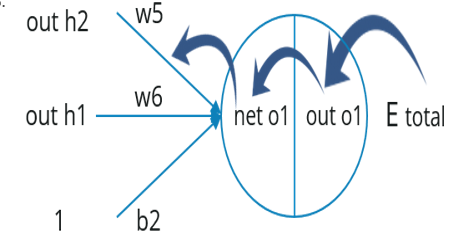 out h2 w5
w6
out h1 net o1 out o1 E total
1 b2